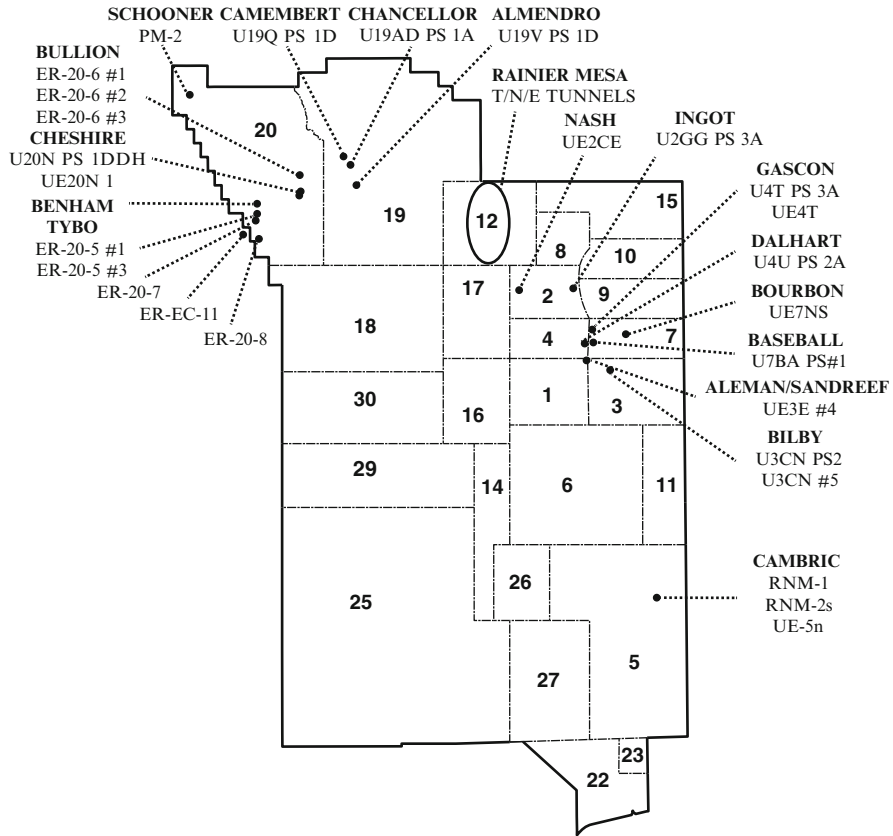 SCHOONER
PM-2
CAMEMBERT
U19Q PS 1D
CHANCELLOR
U19AD PS 1A
ALMENDRO
U19V PS 1D
BULLION
ER-20-6 #1
ER-20-6 #2
ER-20-6 #3
CHESHIRE
U20N PS 1DDH
UE20N 1
BENHAM
TYBO
ER-20-5 #1
ER-20-5 #3
ER-20-7
ER-EC-11
ER-20-8
RAINIER MESA
T/N/E TUNNELS
NASH
UE2CE
INGOT
U2GG PS 3A
GASCON
U4T PS 3A
UE4T
DALHART
U4U PS 2A
BOURBON
UE7NS
BASEBALL
U7BA PS#1
ALEMAN/SANDREEF
UE3E #4
BILBY
U3CN PS2
U3CN #5
CAMBRIC
RNM-1
RNM-2s
UE-5n
20
19
12
15
8
10
17
2
9
18
4
7
30
16
1
3
29
14
6
11
25
26
5
27
23
22